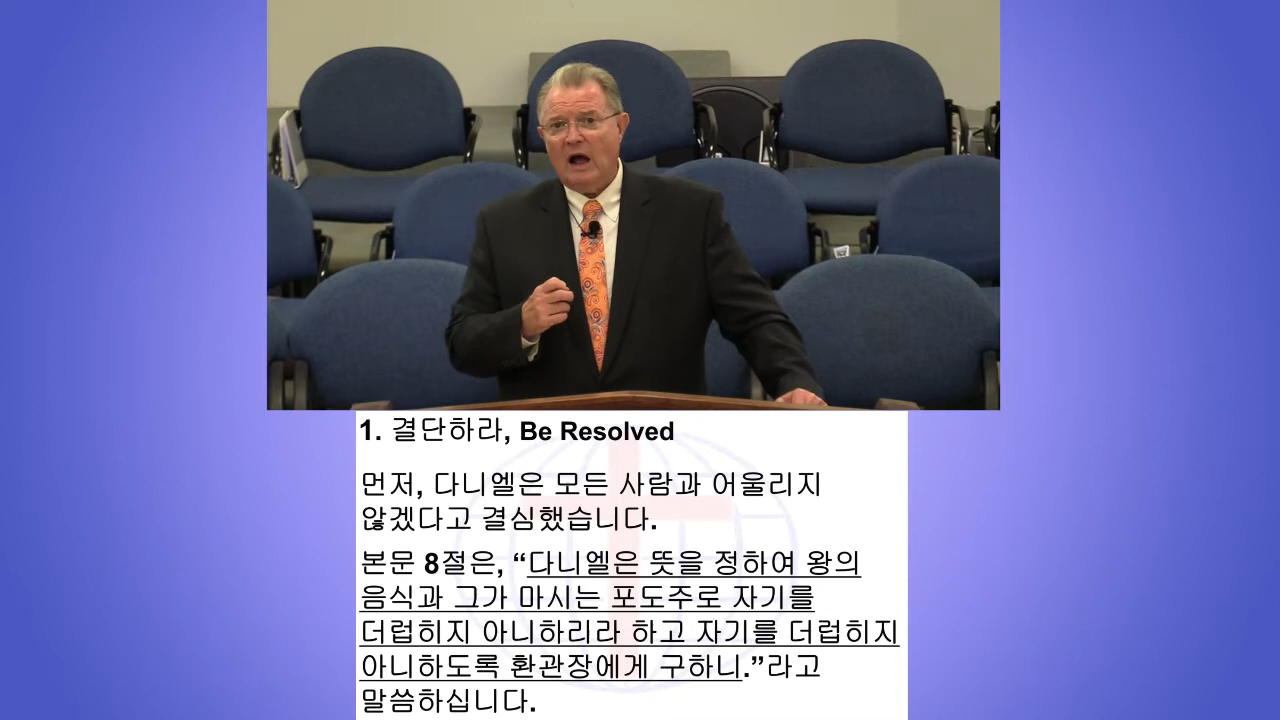 1. 결단하라, Be Resolved
먼저, 다니엘은 모든 사람과 어울리지
않겠다고 결심했습니다.
본문 8절은, “다니엘은 뜻을 정하여 왕의
음식과 그가 마시는 포도주로 자기를
더럽히지 아니하리라 하고 자기를 더럽히지
아니하도록 환관장에게 구하니.”라고
말씀하십니다.